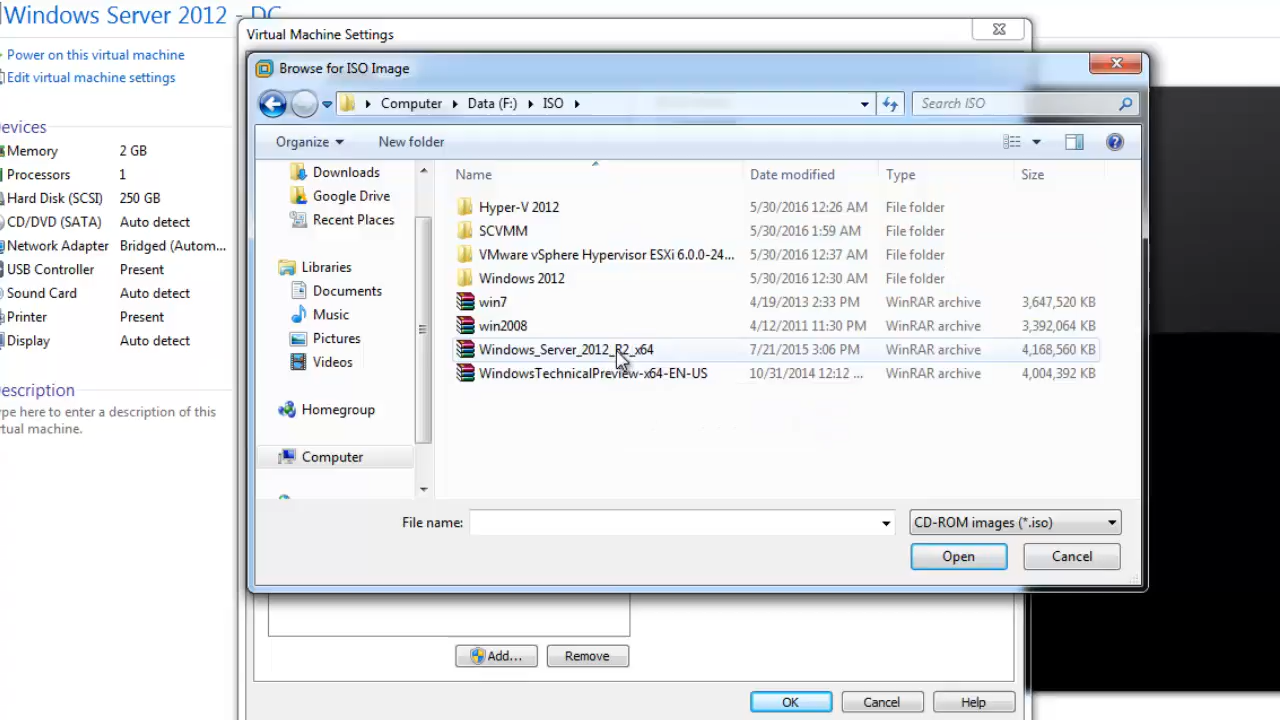 Windows Server 2012 - DC
Power on this virtual machine
Edit virtual machine settings
evices
Memory 2 GB
Processors 1
Hard Disk (SCSI) 250 GB
CD/DVD (SATA) Auto detect
Network Adapter Bridged (Autom...
USB Controller Present
Sound Card Auto detect
Printer Present
Display Auto detect
escription
ype here to enter a description of this
rtual machine.
Virtual Machine Settings
Browse for ISO Image
Computer Data (F:) ISO
Search ISO
Organize New folder
Downloads
Google Drive
Recent Places
Libraries
Documents
Music
Pictures
Videos
Homegroup
Computer
Name Date modified Type Size
Hyper-V 2012 5/30/2016 12:26 AM File folder
SCVMM 5/30/2016 1:59 AM File folder
VMware vSphere Hypervisor ESXi 6.0.0-24... 5/30/2016 12:37 AM File folder
Windows 2012 5/30/2016 12:30 AM File folder
win7 4/19/2013 2:33 PM WinRAR archive 3,647,520 KB
win2008 4/12/2011 11:30 PM WinRAR archive 3,392,064 KB
Windows_Server_2012_R2_x64 7/21/2015 3:06 PM WinRAR archive 4,168,560 KB
WindowsTechnicalPreview-x64-EN-US 10/31/2014 12:12 ... WinRAR archive 4,004,392 KB
File name: CD-ROM images (*.iso)
Open Cancel
Add... Remove
OK Cancel Help